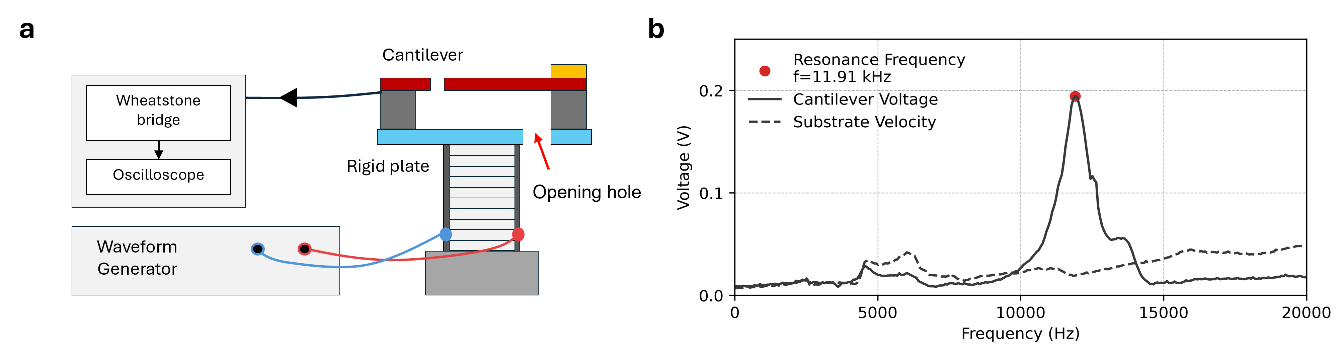 a
Cantilever
Wheatstone
bridge
Oscilloscope
Rigid plate
Opening hole
Waveform
Generator
b
Resonance Frequency
f=11.91 kHz
Cantilever Voltage
Substrate Velocity
Voltage (V)
0.2
0.1
0.0
0
5000
10000
15000
20000
Frequency (Hz)